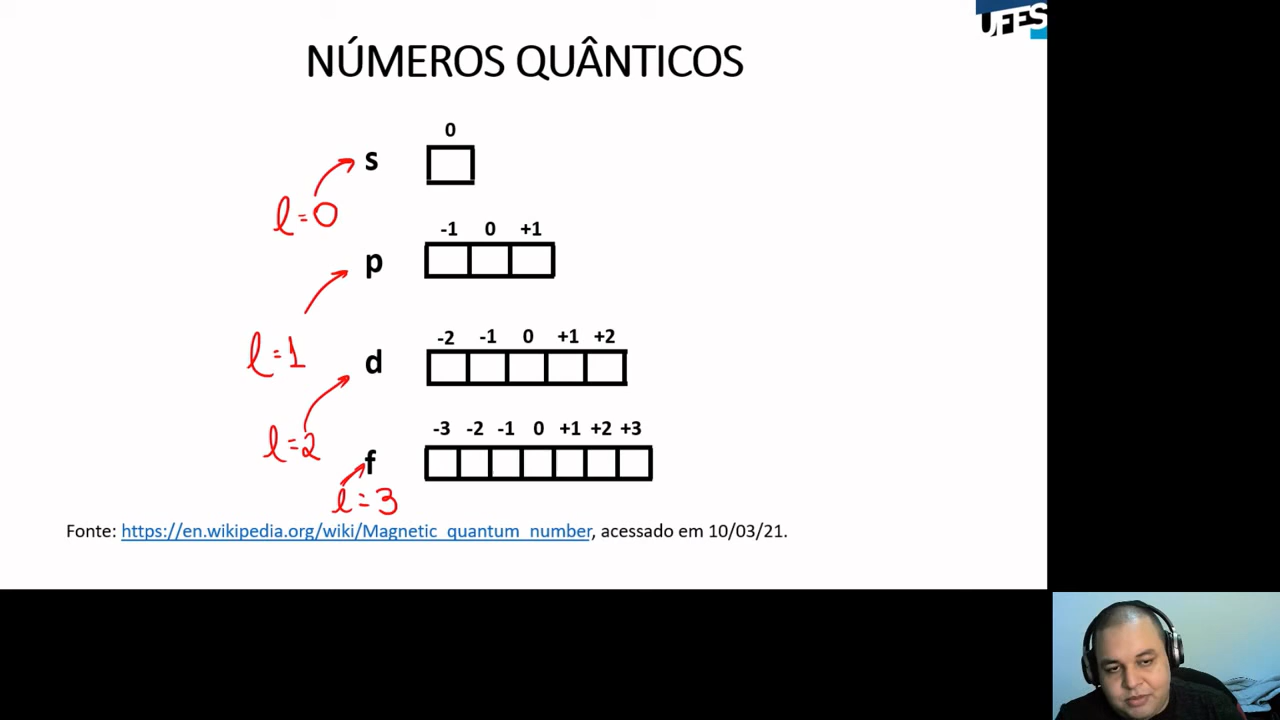 UFES
NÚMEROS QUÂNTICOS
0
s
l=0
-1 0 +1
p
l=1
-2 -1 0 +1 +2
d
l=2
-3 -2 -1 0 +1 +2 +3
f
l=3
Fonte: https://en.wikipedia.org/wiki/Magnetic_quantum_number, acessado em 10/03/21.